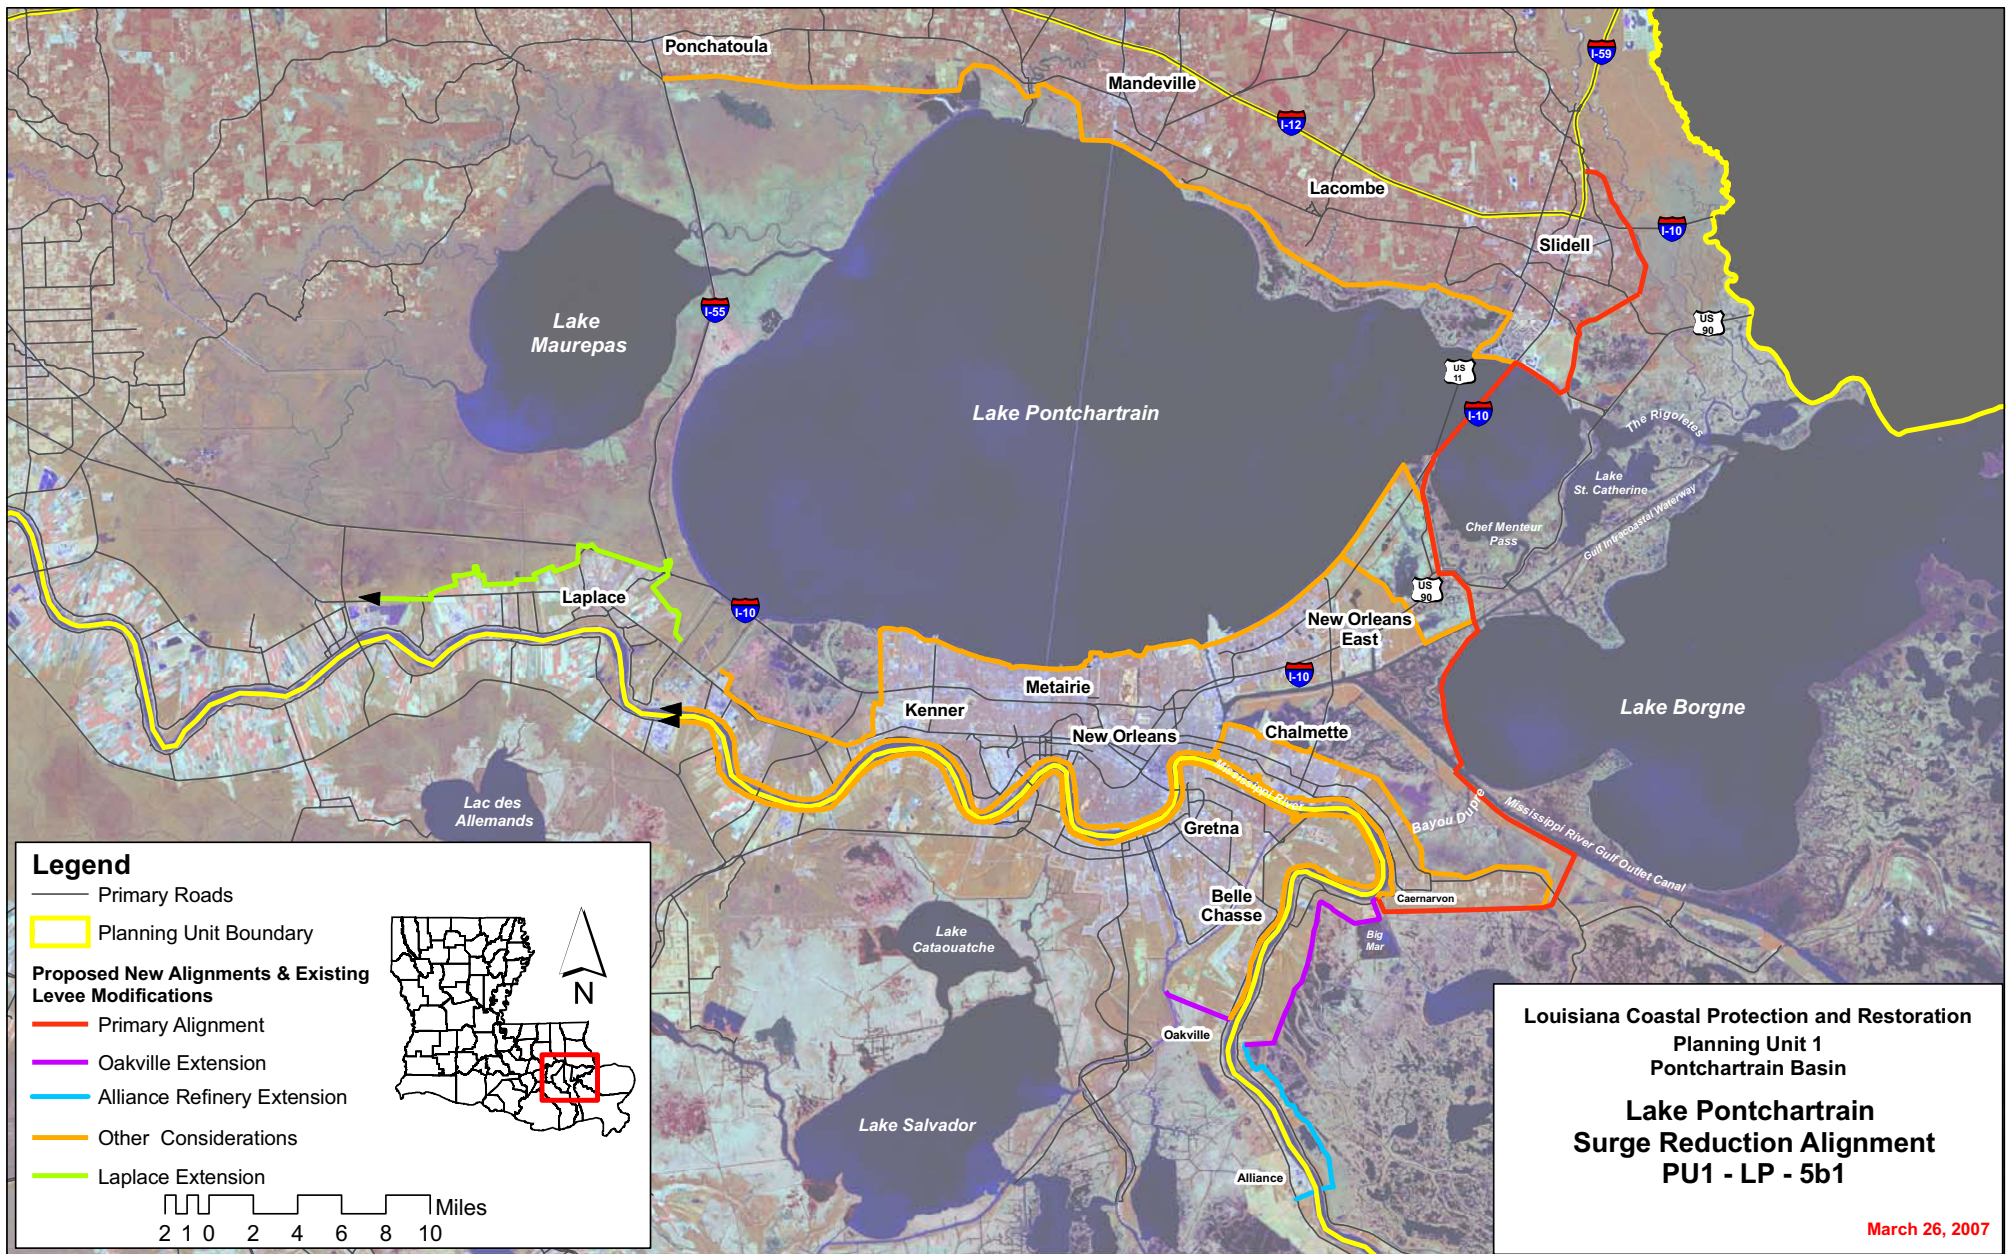 Ponchatoula
Mandeville
I-59
I-12
Lacombe
I-10
Slidell
Lake
Maurepas
I-55
US
90
US
11
Lake Pontchartrain
I-10
The Rigofetes
Lake
St. Catherine
Gulf Intracoastal Waterway
Chef Menteur
Pass
US
90
Laplace
I-10
New Orleans
East
I-10
Metairie
Kenner
New Orleans
Chalmette
Lake Borgne
Mississippi River
Lac des
Allemands
Gretna
Bayou Dupre
Mississippi River Gulf Outlet Canal
Belle
Chasse
Caernarvon
Big
Mar
Lake
Cataouatche
Oakville
Lake Salvador
Alliance
Legend
Primary Roads
Planning Unit Boundary
Proposed New Alignments & Existing
Levee Modifications
Primary Alignment
Oakville Extension
Alliance Refinery Extension
Other Considerations
Laplace Extension
N
Miles
2 1 0 2 4 6 8 10
Louisiana Coastal Protection and Restoration
Planning Unit 1
Pontchartrain Basin
Lake Pontchartrain
Surge Reduction Alignment
PU1 - LP - 5b1
March 26, 2007